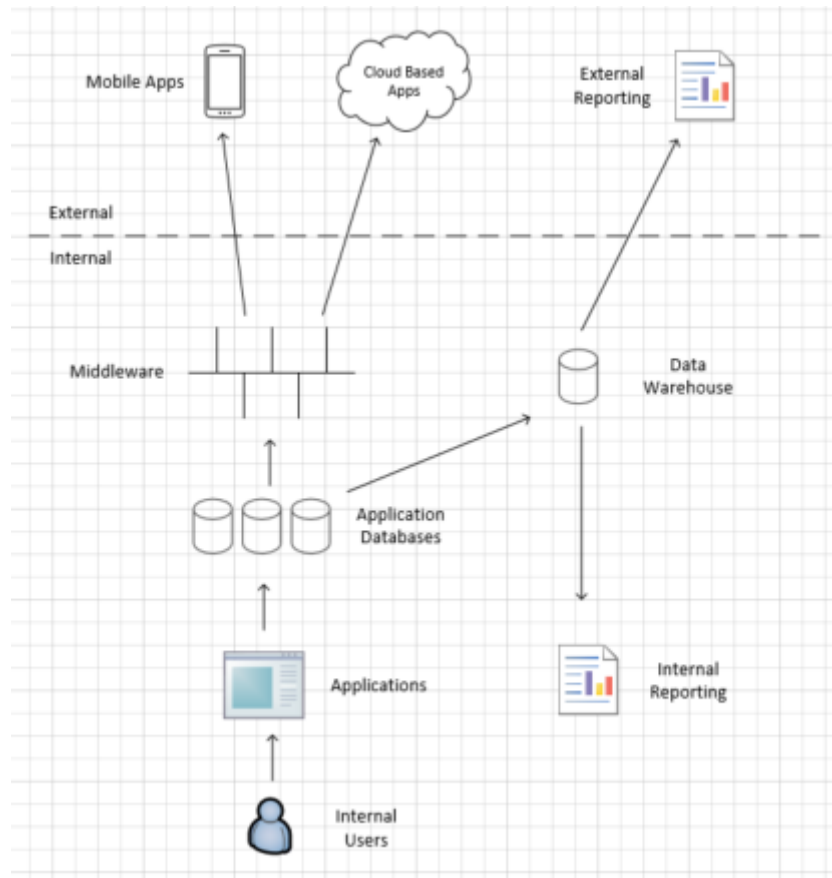 Mobile Apps
Cloud Based
Apps
External
Reporting
External
Internal
Middleware
Data
Warehouse
Application
Databases
Applications
Internal
Reporting
Internal
Users